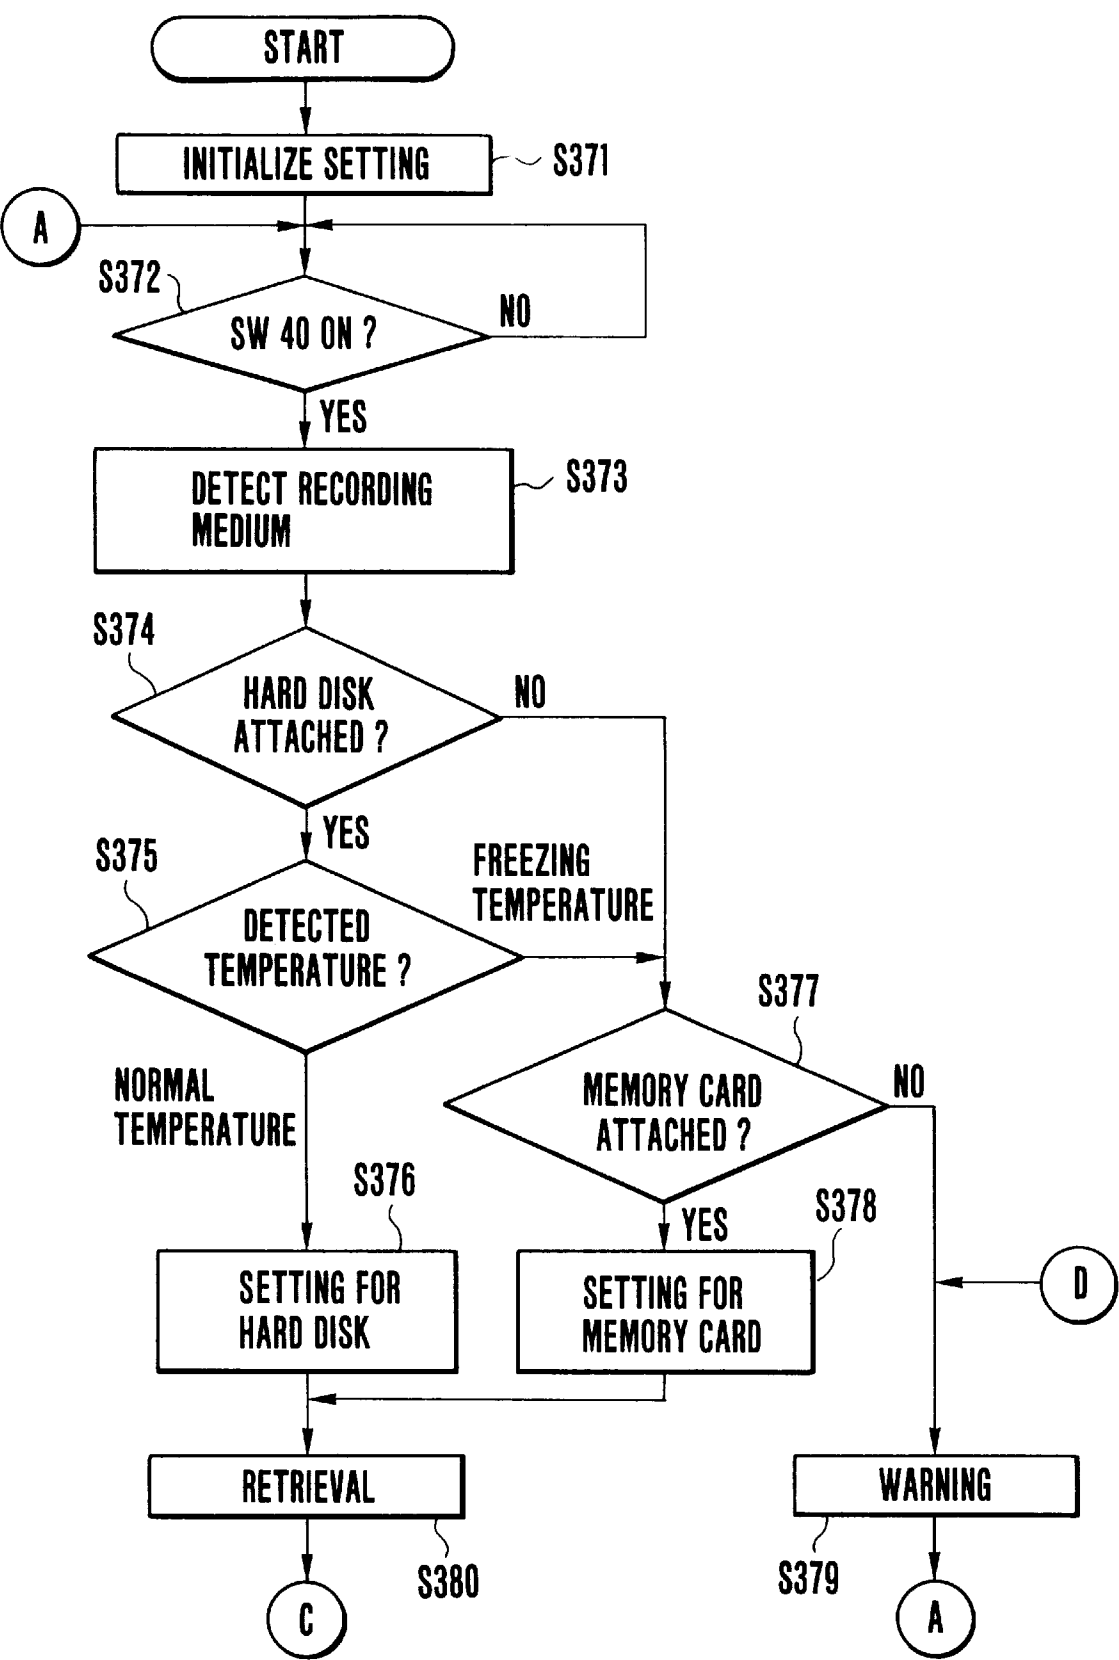 START
INITIALIZE SETTING
S371
A
S372
SW 40 ON ?
NO
YES
DETECT RECORDING
MEDIUM
S373
S374
HARD DISK
ATTACHED ?
NO
YES
S375
DETECTED
TEMPERATURE ?
FREEZING
TEMPERATURE
S377
MEMORY CARD
ATTACHED ?
NO
NORMAL
TEMPERATURE
S376
YES
S378
SETTING FOR
HARD DISK
SETTING FOR
MEMORY CARD
D
RETRIEVAL
S380
WARNING
S379
C
A